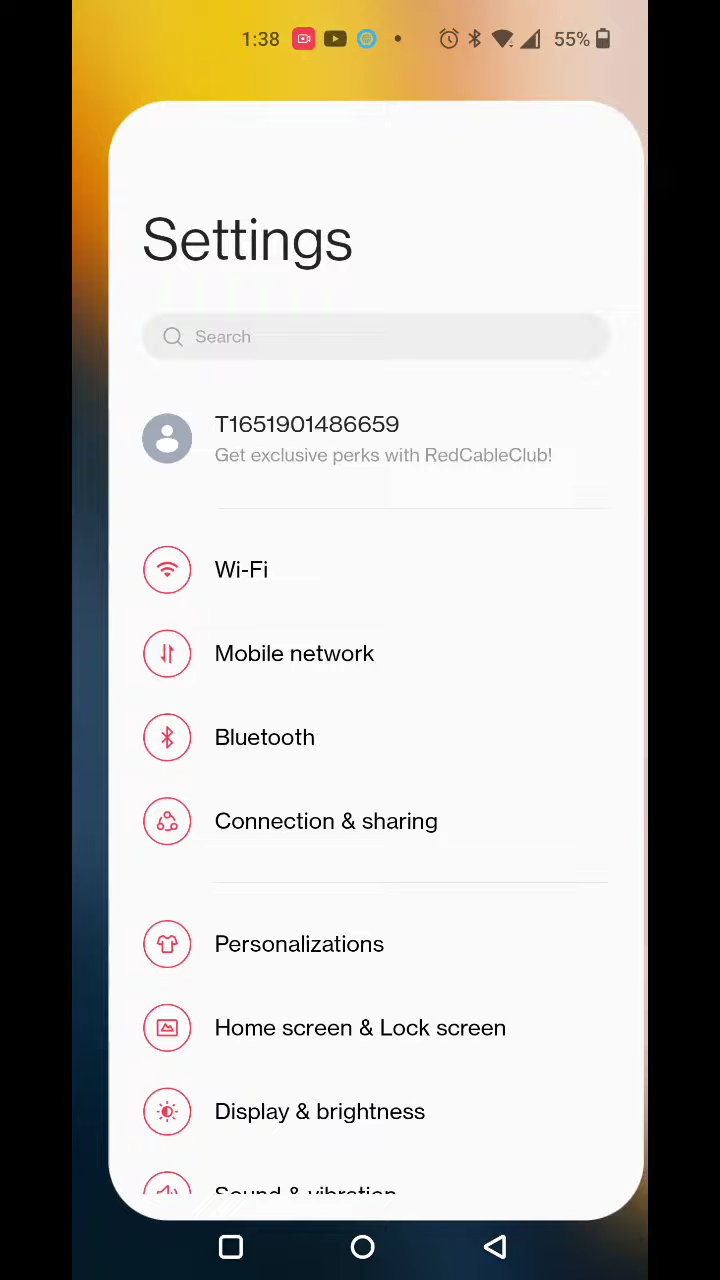 1:38
55%
Settings
Search
T1651901486659
Get exclusive perks with RedCableClub!
Wi-Fi
Mobile network
Bluetooth
Connection & sharing
Personalizations
Home screen & Lock screen
Display & brightness
Sound & vibration